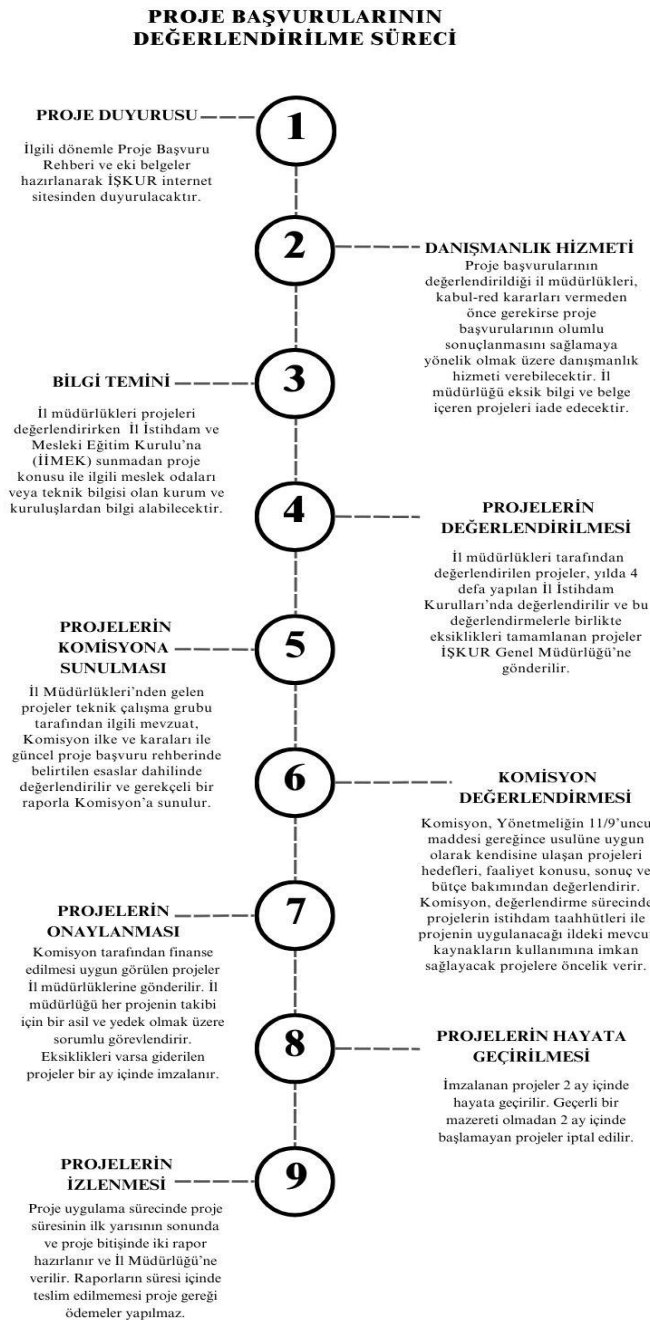 PROJE BAŞVURULARININ
DEĞERLENDİRİLME SÜRECİ
1
PROJE DUYURUSU
İlgili dönemle Proje Başvuru
Rehberi ve eki belgeler
hazırlanarak İŞKUR internet
sitesinden duyurulacaktır.
2
DANIŞMANLIK HİZMETİ
Proje başvurularının
değerlendirildiği il müdürlükleri,
kabul-red kararları vermeden
önce gerekirse proje
başvurularının olumlu
sonuçlanmasını sağlamaya
yönelik olmak üzere danışmanlık
hizmeti verebilecektir. İl
müdürlüğü eksik bilgi ve belge
içeren projeleri iade edecektir.
3
BİLGİ TEMİNİ
İl müdürlükleri projeleri
değerlendirirken İl İstihdam ve
Mesleki Eğitim Kurulu’na
(İİMEK) sunmadan proje
konusu ile ilgili meslek odaları
veya teknik bilgisi olan kurum ve
kuruluşlardan bilgi alabilecektir.
4
PROJELERİN
DEĞERLENDİRİLMESİ
İl müdürlükleri tarafından
değerlendirilen projeler, yılda 4
defa yapılan İl İstihdam
Kurulları’nda değerlendirilir ve bu
değerlendirmelerle birlikte
eksiklikleri tamamlanan projeler
İŞKUR Genel Müdürlüğü’ne
gönderilir.
5
PROJELERİN
KOMİSYONA
SUNULMASI
İl Müdürlükleri’nden gelen
projeler teknik çalışma grubu
tarafından ilgili mevzuat,
Komisyon ilke ve karaları ile
güncel proje başvuru rehberinde
belirtilen esaslar dahilinde
değerlendirilir ve gerekçeli bir
raporla Komisyon’a sunulur.
6
KOMİSYON
DEĞERLENDİRMESİ
Komisyon, Yönetmeliğin 11/9’uncu
maddesi gereğince usulüne uygun
olarak kendisine ulaşan projeleri
hedefleri, faaliyet konusu, sonuç ve
bütçe bakımından değerlendirir.
Komisyon, değerlendirme sürecinde
projelerin istihdam taahhütleri ile
projenin uygulanacağı ildeki mevcut
kaynakların kullanımına imkan
sağlayacak projelere öncelik verir.
7
PROJELERİN
ONAYLANMASI
Komisyon tarafından finanse
edilmesi uygun görülen projeler
İl müdürlüklerine gönderilir. İl
müdürlüğü her projenin takibi
için bir asil ve yedek olmak üzere
sorumlu görevlendirir.
Eksiklikleri varsa giderilen
projeler bir ay içinde imzalanır.
8
PROJELERİN HAYATA
GEÇİRİLMESİ
İmzalanan projeler 2 ay içinde
hayata geçirilir. Geçerli bir
mazereti olmadan 2 ay içinde
başlamayan projeler iptal edilir.
9
PROJELERİN
İZLENMESİ
Proje uygulama sürecinde proje
süresinin ilk yarısının sonunda
ve proje bitişinde iki rapor
hazırlanır ve İl Müdürlüğü’ne
verilir. Raporların süresi içinde
teslim edilmemesi proje gereği
ödemeler yapılmaz.